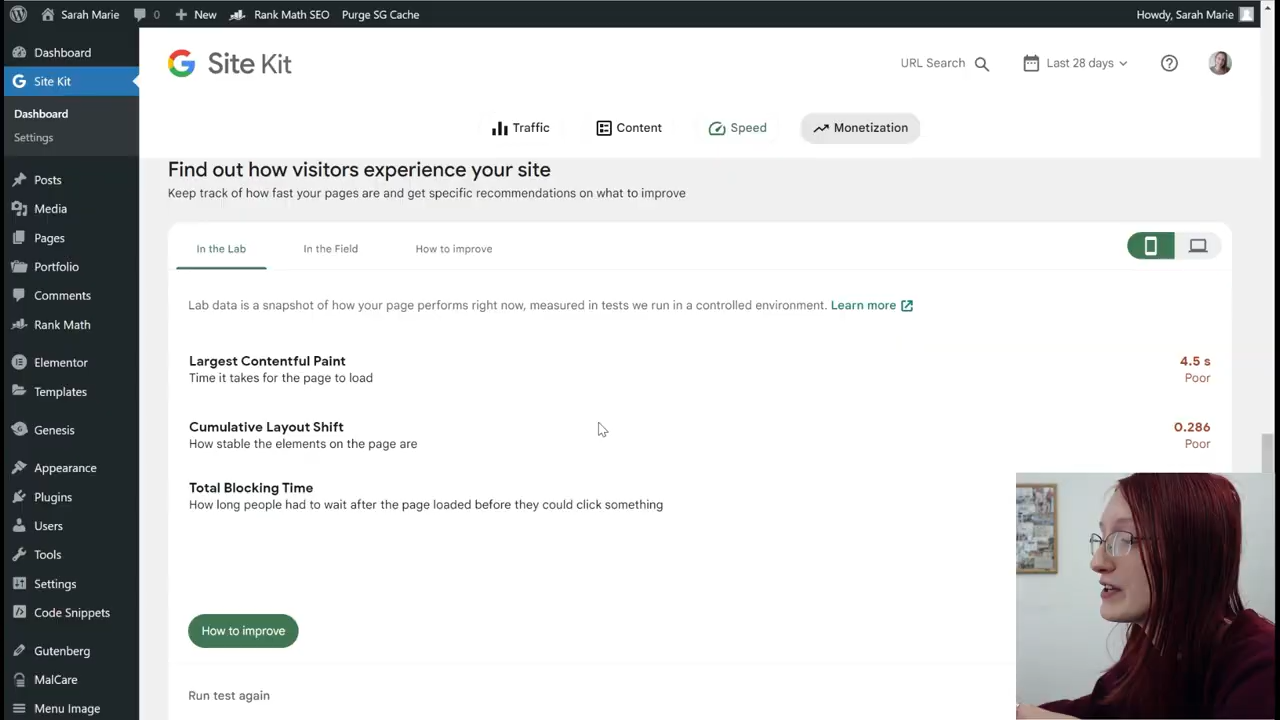 Sarah Marie
0
New
Rank Math SEO
Purge SG Cache
Howdy, Sarah Marie
Dashboard
Site Kit
Dashboard
Settings
Posts
Media
Pages
Portfolio
Comments
Rank Math
Elementor
Templates
Genesis
Appearance
Plugins
Users
Tools
Settings
Code Snippets
Gutenberg
MalCare
Menu Image
Site Kit
URL Search
Last 28 days
Traffic
Content
Speed
Monetization
Find out how visitors experience your site
Keep track of how fast your pages are and get specific recommendations on what to improve
In the Lab
In the Field
How to improve
Lab data is a snapshot of how your page performs right now, measured in tests we run in a controlled environment. Learn more
Largest Contentful Paint
4.5 s
Time it takes for the page to load
Poor
Cumulative Layout Shift
0.286
How stable the elements on the page are
Poor
Total Blocking Time
How long people had to wait after the page loaded before they could click something
How to improve
Run test again